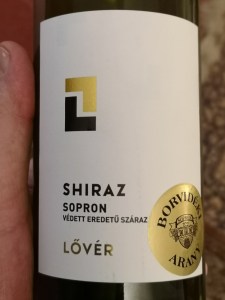 SHIRAZ
SOPRON
VÉDETT EREDETŰ SZÁRAZ
LŐVÉR
BORVIDÉKI
ARANY